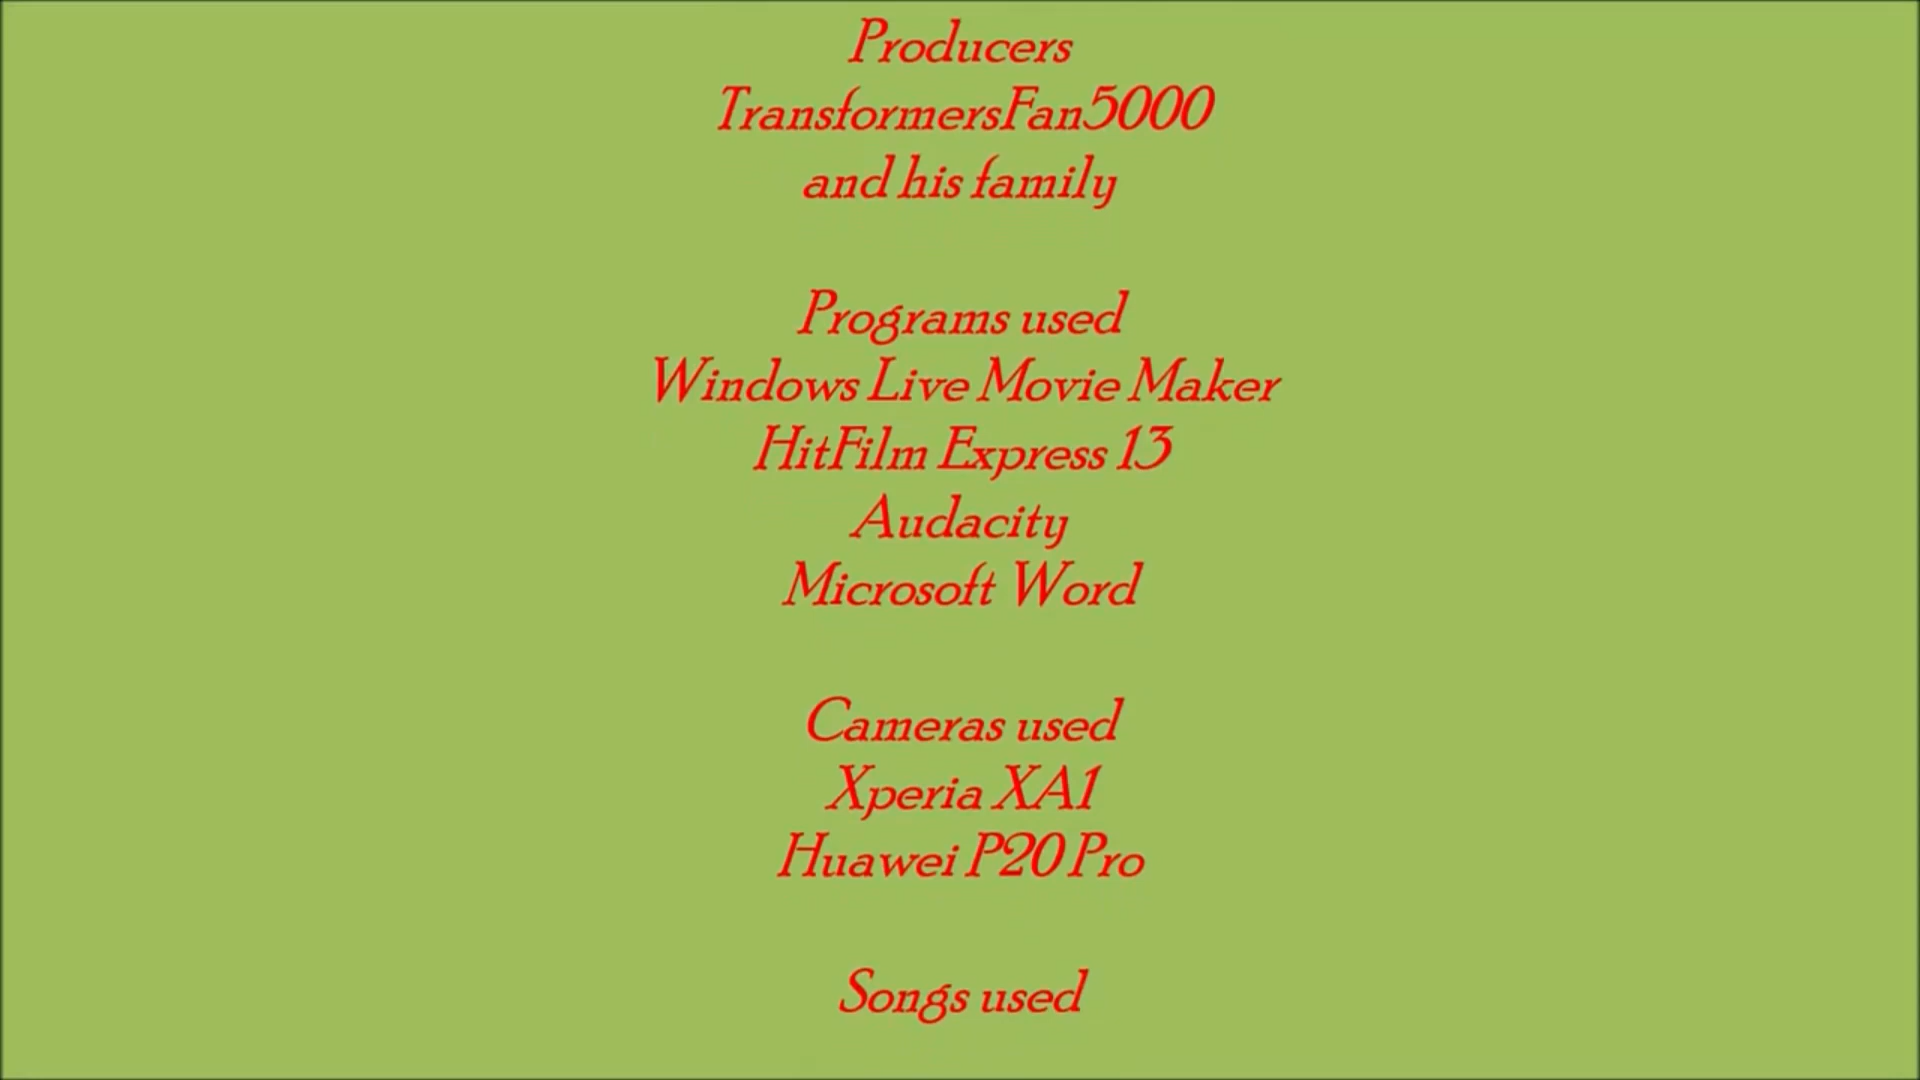 Producers
TransformersFan5000
and his family
Programs used
Windows Live Movie Maker
HitFilm Express 13
Audacity
Microsoft Word
Cameras used
Xperia XA1
Huawei P20 Pro
Songs used